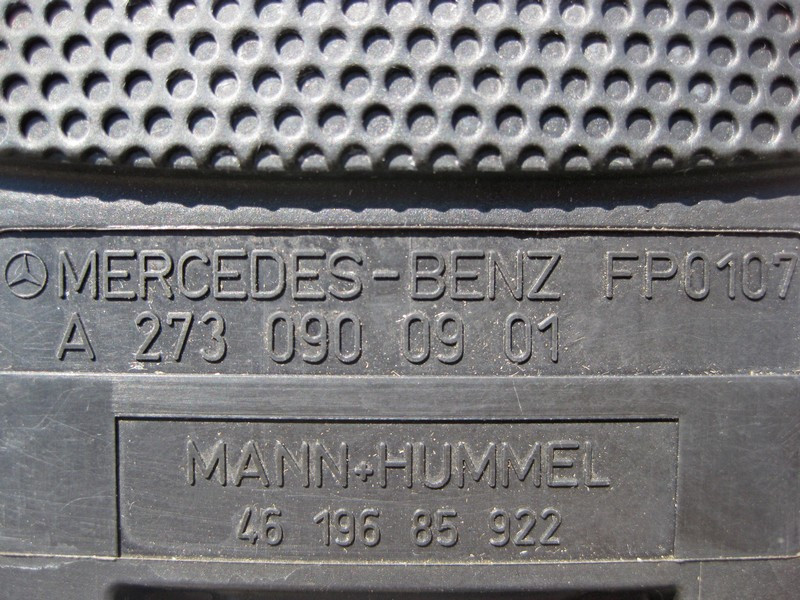 MERCEDES-BENZ FP0107
A 273 090 09 01
MANN+HUMMEL
46 196 85 922